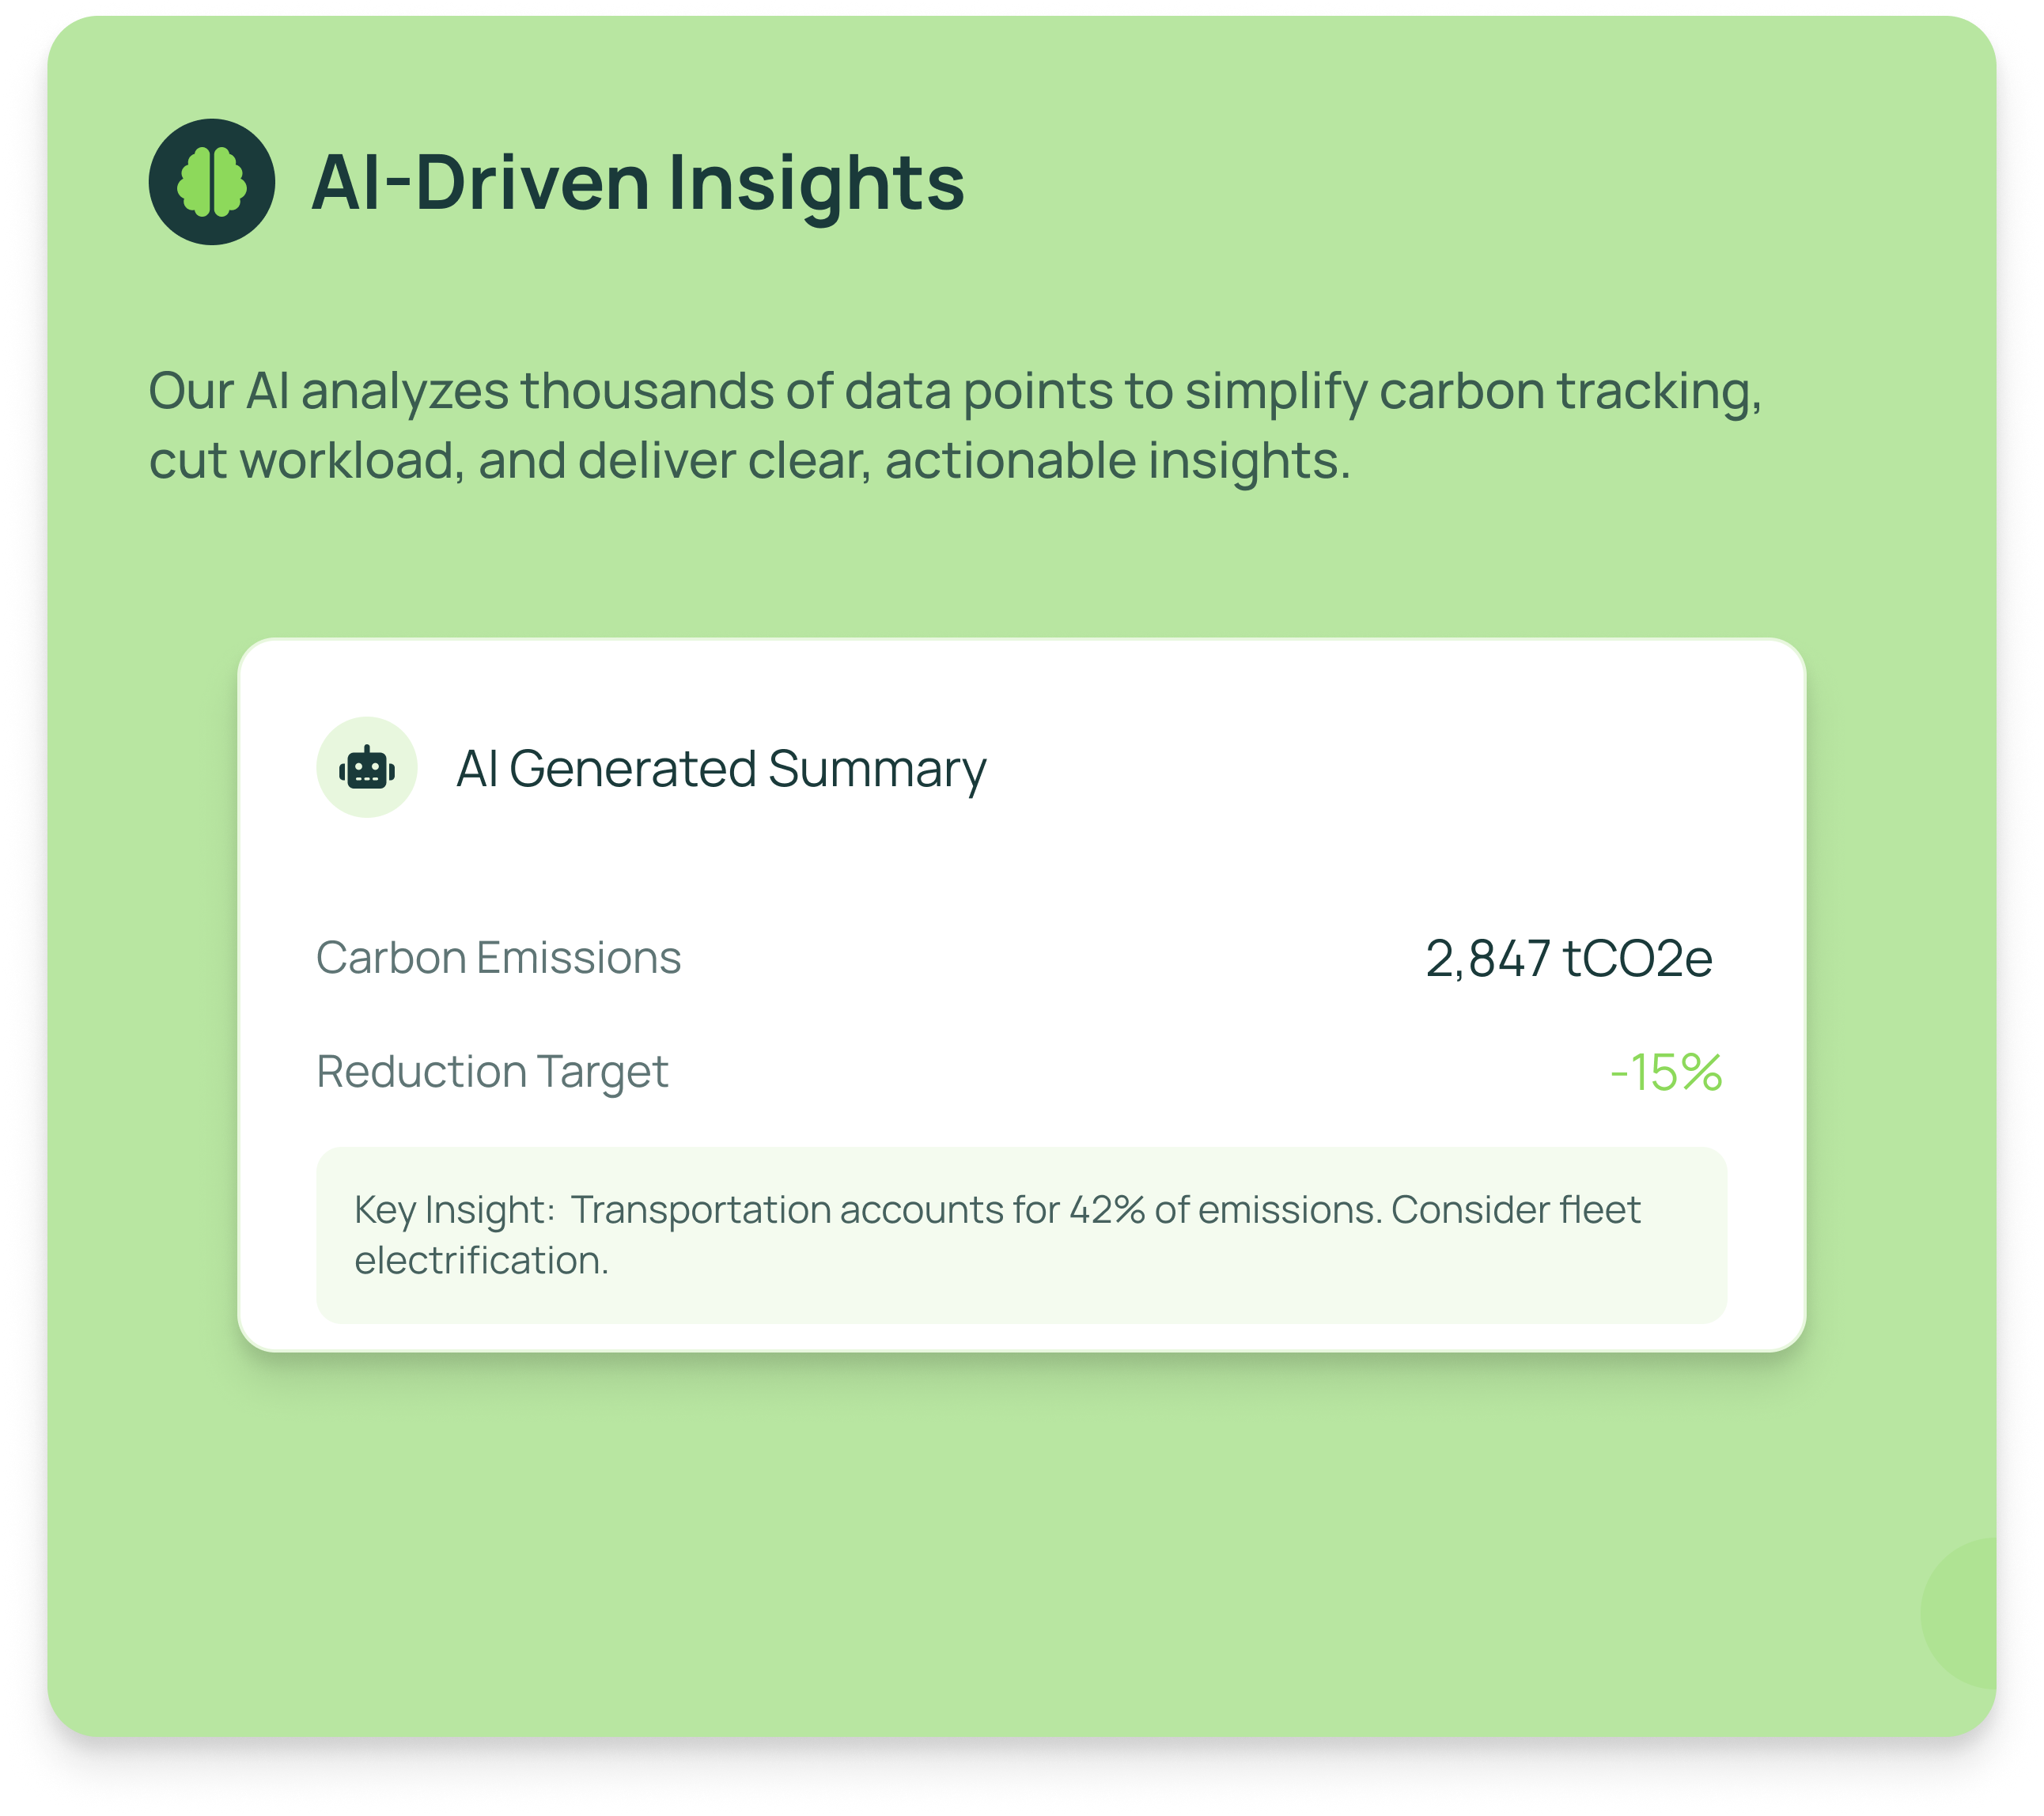 AI-Driven Insights
Our AI analyzes thousands of data points to simplify carbon tracking,
cut workload, and deliver clear, actionable insights.
AI Generated Summary
Carbon Emissions 2,847 tCO2e
Reduction Target -15%
Key Insight: Transportation accounts for 42% of emissions. Consider fleet
electrification.